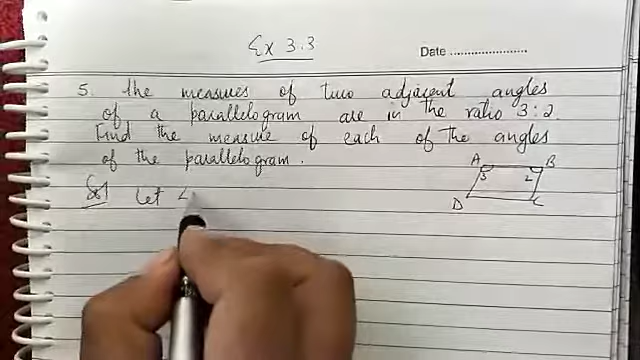 Ex 3.3
Date ........................
5. The measures of two adjacent angles
of a parallelogram are in the ratio 3:2.
Find the measure of each of the angles
of the parallelogram.
A B
3 2
D C
Sol Let ∠